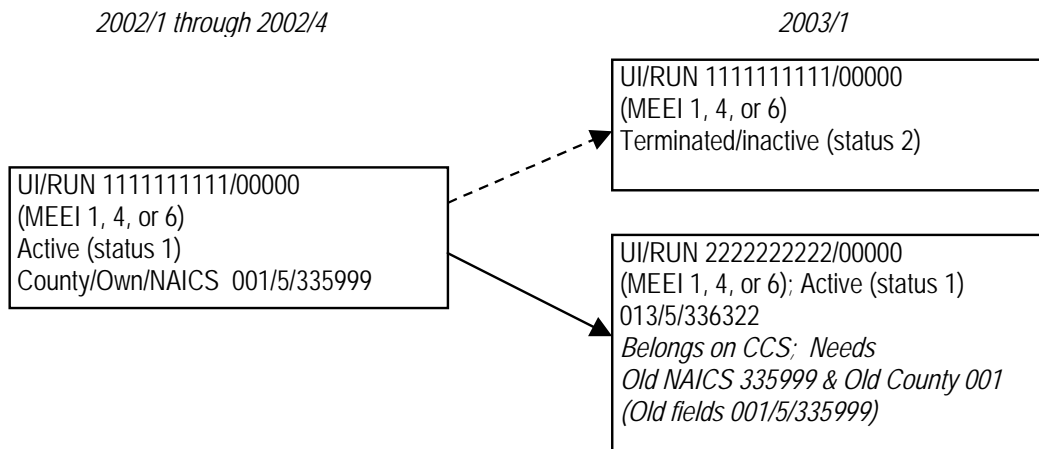 2002/1 through 2002/4
2003/1
UI/RUN 1111111111/00000
(MEEI 1, 4, or 6)
Terminated/inactive (status 2)
UI/RUN 1111111111/00000
(MEEI 1, 4, or 6)
Active (status 1)
County/Own/NAICS 001/5/335999
UI/RUN 2222222222/00000
(MEEI 1, 4, or 6); Active (status 1)
013/5/336322
Belongs on CCS; Needs
Old NAICS 335999 & Old County 001
(Old fields 001/5/335999)